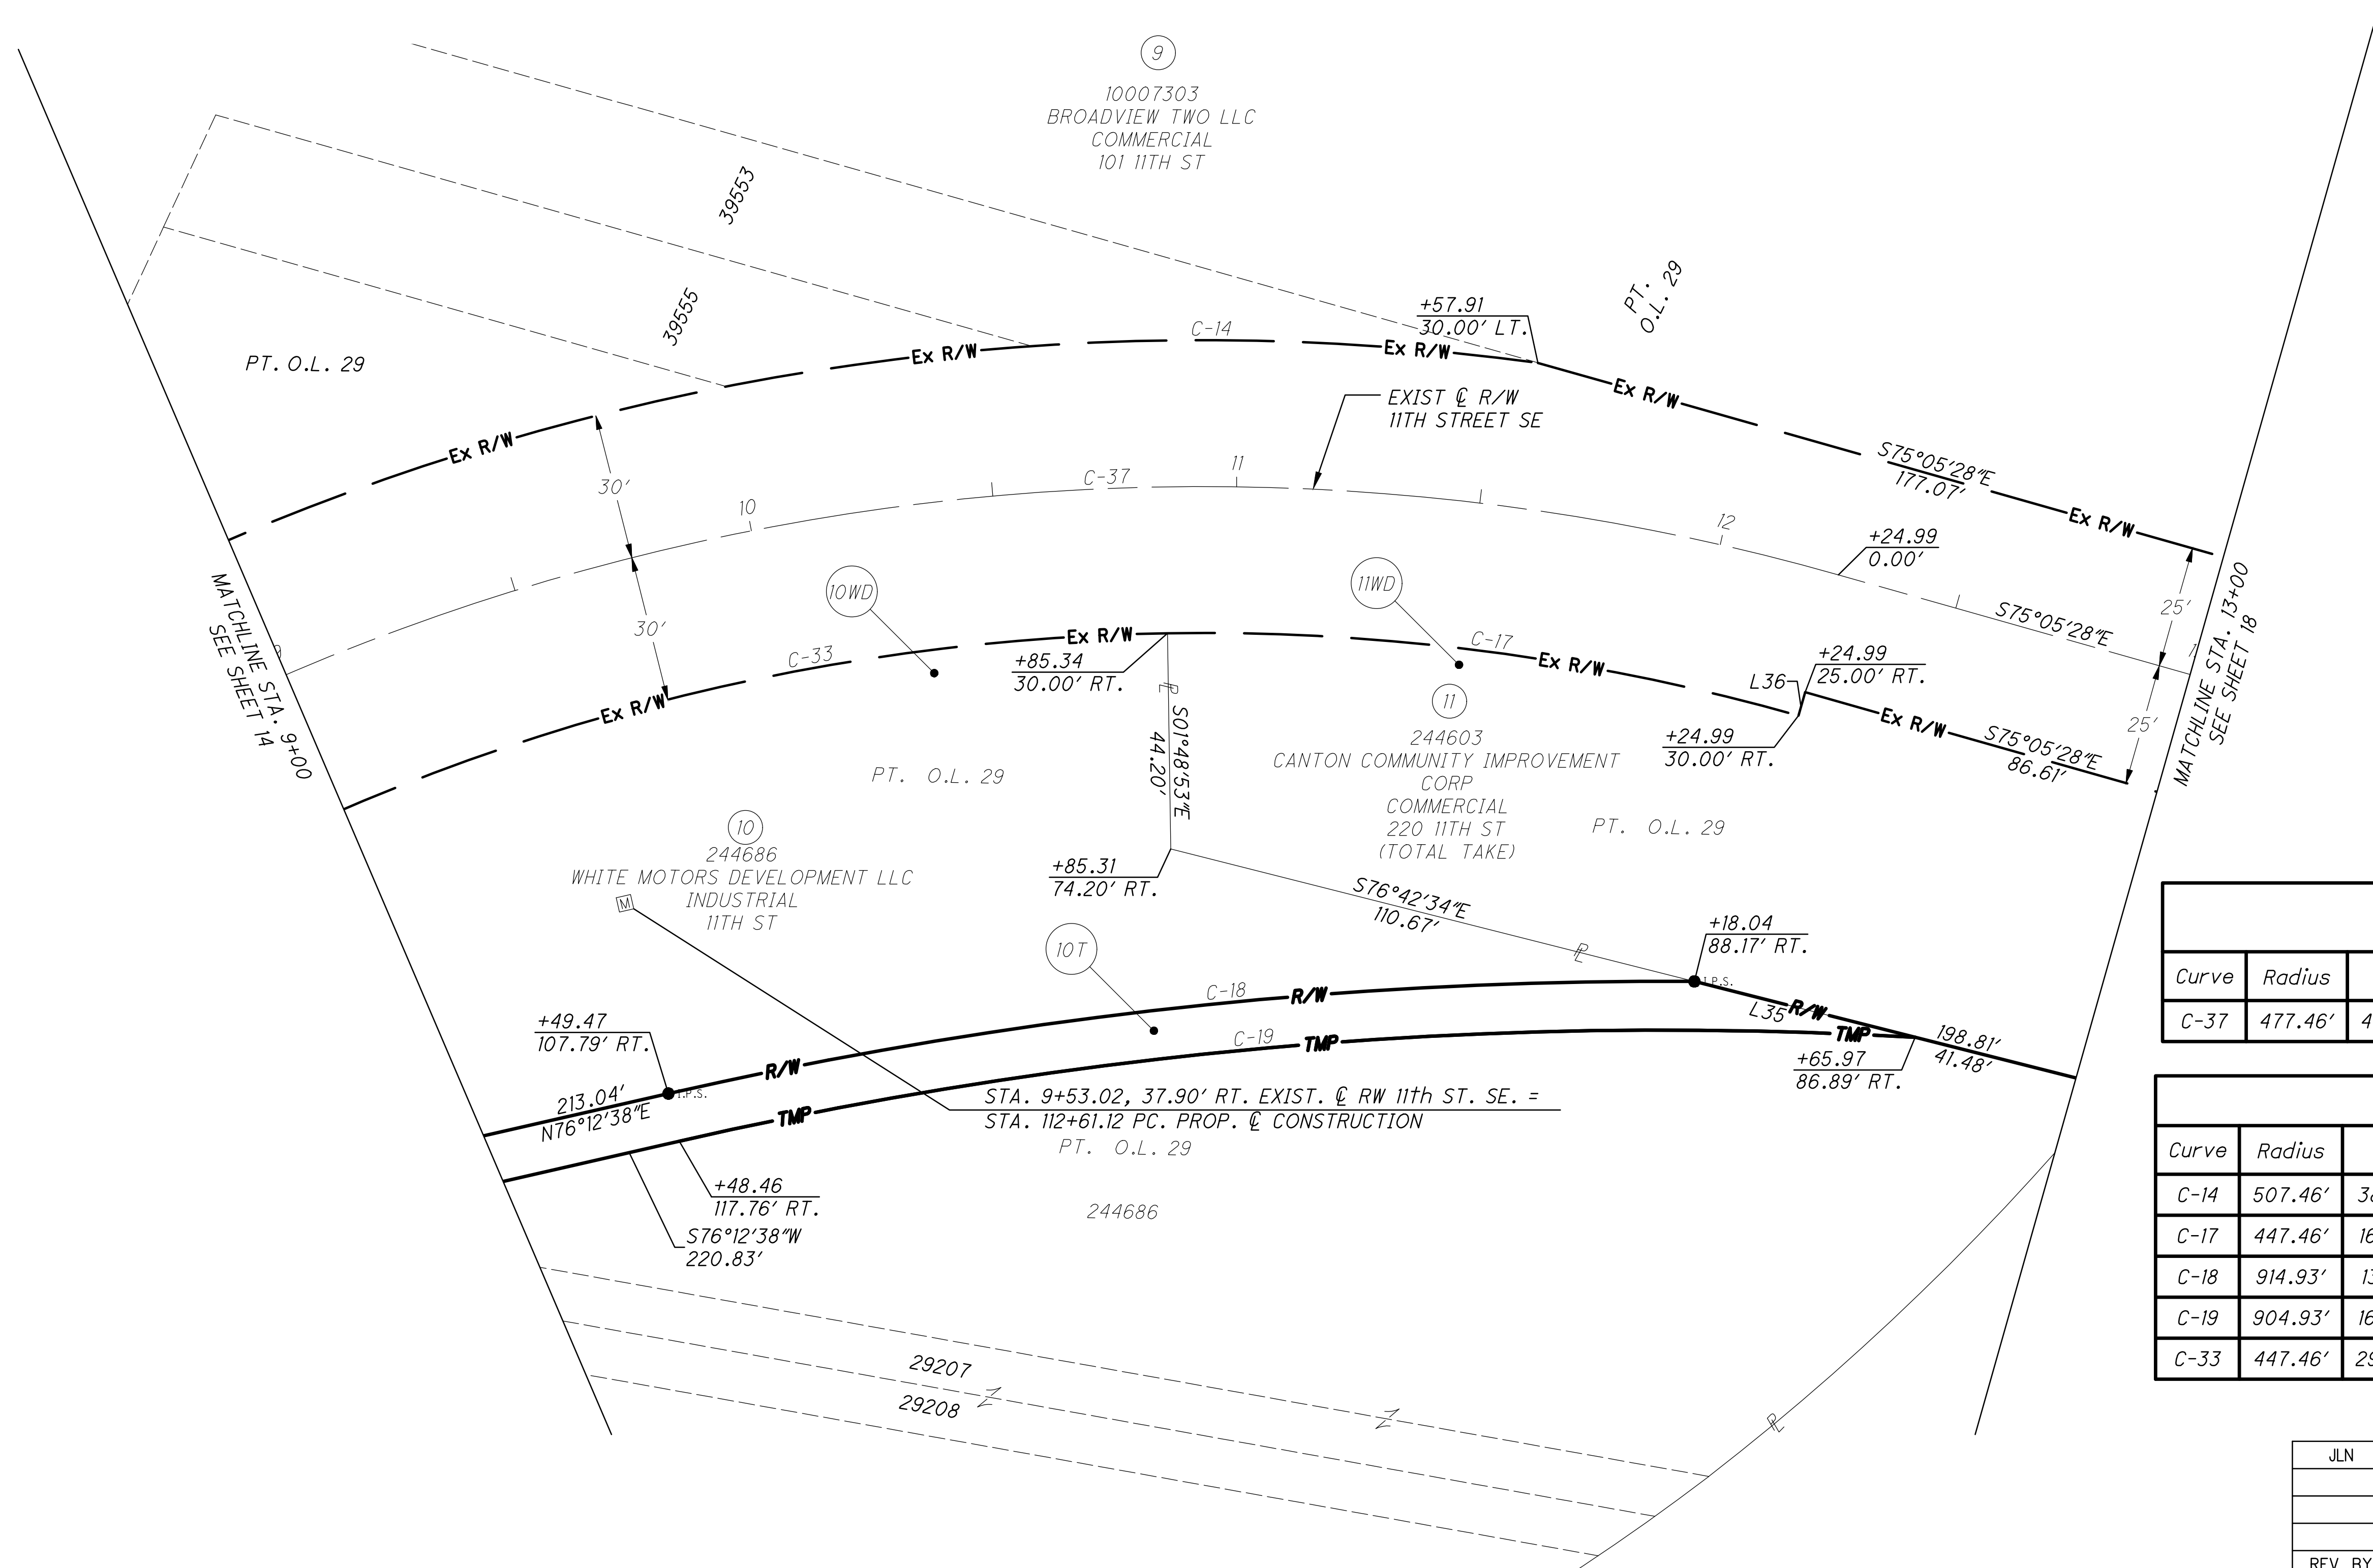 9
10007303
BROADVIEW TWO LLC
COMMERCIAL
101 11TH ST
39553
39555
PT. O.L. 29
PT.
O.L. 29
+57.91
30.00' LT.
C-14
Ex R/W
Ex R/W
Ex R/W
Ex R/W
Ex R/W
EXIST ℄ R/W
11TH STREET SE
S75°05'28"E
177.07'
30'
10
C-37
11
12
+24.99
0.00'
S75°05'28"E
25'
MATCHLINE STA. 9+00
SEE SHEET 14
MATCHLINE STA. 13+00
SEE SHEET 18
30'
10WD
11WD
C-33
Ex R/W
Ex R/W
C-17
Ex R/W
+85.34
30.00' RT.
℄ S01°48'53"E
44.20'
L36
+24.99
25.00' RT.
+24.99
30.00' RT.
Ex R/W
S75°05'28"E
86.61'
25'
11
244603
CANTON COMMUNITY IMPROVEMENT
CORP
COMMERCIAL
220 11TH ST
(TOTAL TAKE)
PT. O.L. 29
PT. O.L. 29
10
244686
WHITE MOTORS DEVELOPMENT LLC
INDUSTRIAL
11TH ST
M
+85.31
74.20' RT.
S76°42'34"E
110.67'
+18.04
88.17' RT.
I.P.S.
10T
C-18
R/W
C-19
TMP
L35
R/W
TMP
198.81'
41.48'
+65.97
86.89' RT.
+49.47
107.79' RT.
I.P.S.
R/W
213.04'
N76°12'38"E
TMP
STA. 9+53.02, 37.90' RT. EXIST. ℄ RW 11th ST. SE. =
STA. 112+61.12 PC. PROP. ℄ CONSTRUCTION
PT. O.L. 29
+48.46
117.76' RT.
S76°12'38"W
220.83'
244686
29207
29208
Curve Radius
C-37 477.46'
Curve Radius
C-14 507.46'
C-17 447.46'
C-18 914.93'
C-19 904.93'
C-33 447.46'
JLN
REV. BY